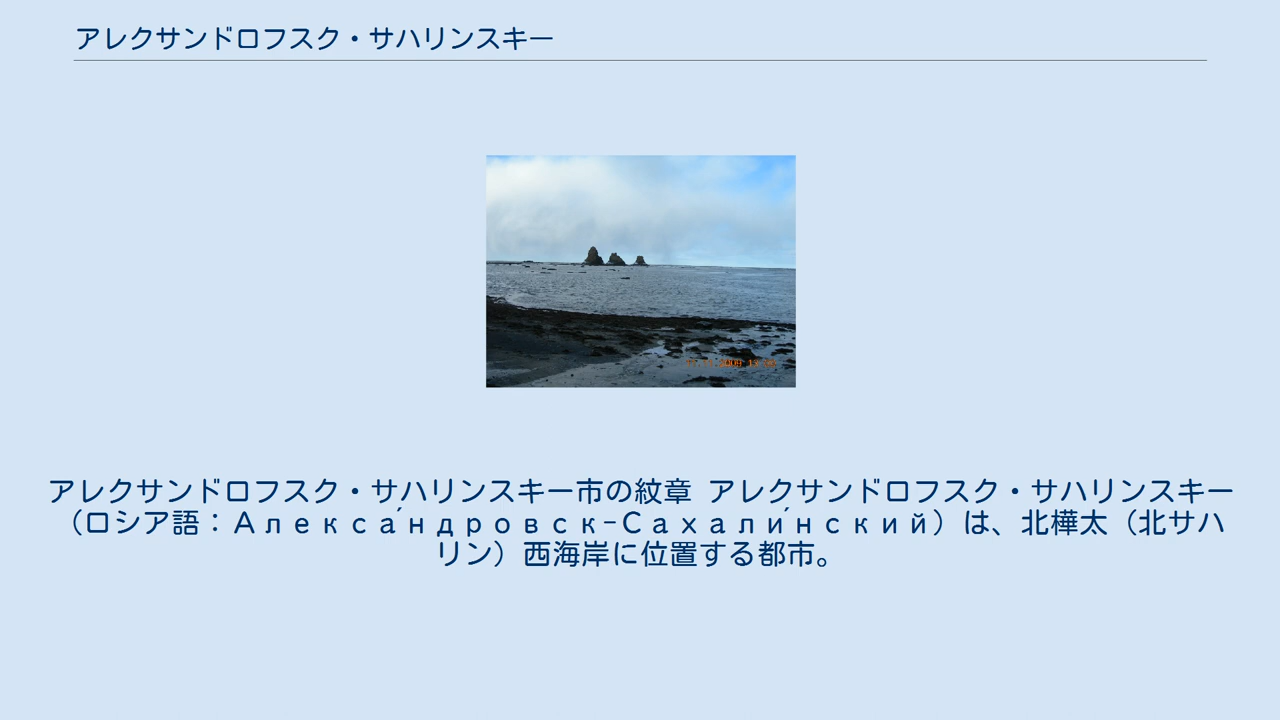 アレクサンドロフスク・サハリンスキー
アレクサンドロフスク・サハリンスキー市の紋章 アレクサンドロフスク・サハリンスキー
（ロシア語：Алекса́ндровск-Сахали́нский）は、北樺太（北サハ
リン）西海岸に位置する都市。